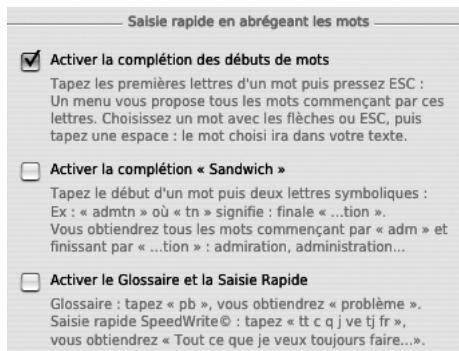 Saisie rapide en abrégeant les mots
Activer la complétion des débuts de mots
Tapez les premières lettres d'un mot puis pressez ESC :
Un menu vous propose tous les mots commençant par ces
lettres. Choisissez un mot avec les flèches ou ESC, puis
tapez une espace : le mot choisi ira dans votre texte.
Activer la complétion « Sandwich »
Tapez le début d'un mot puis deux lettres symboliques :
Ex : « admtn » où « tn » signifie : finale « ...tion ».
Vous obtiendrez tous les mots commençant par « adm » et
finissant par « ...tion » : admiration, administration...
Activer le Glossaire et la Saisie Rapide
Glossaire : tapez « pb », vous obtiendrez « problème ».
Saisie rapide SpeedWrite© : tapez « tt c q j ve tj fr »,
vous obtiendrez « Tout ce que je veux toujours faire...».